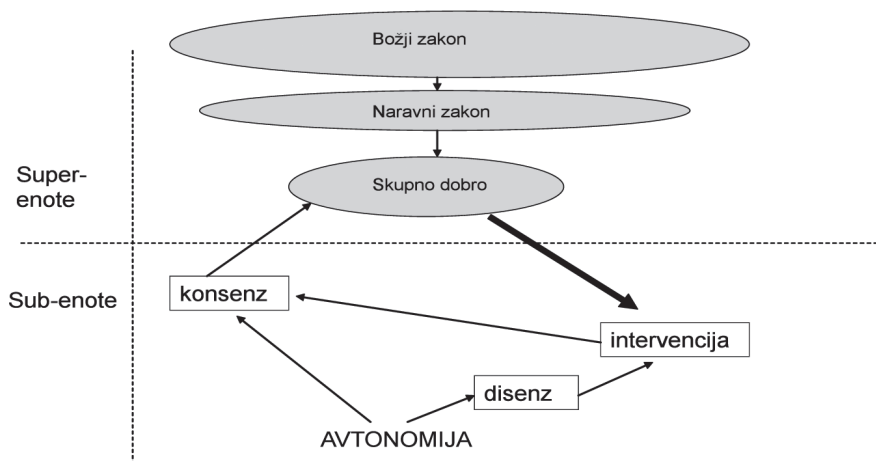 Božji zakon
Naravni zakon
Skupno dobro
Super-
enote
Sub-enote
konsenz
intervencija
disenz
AVTONOMIJA